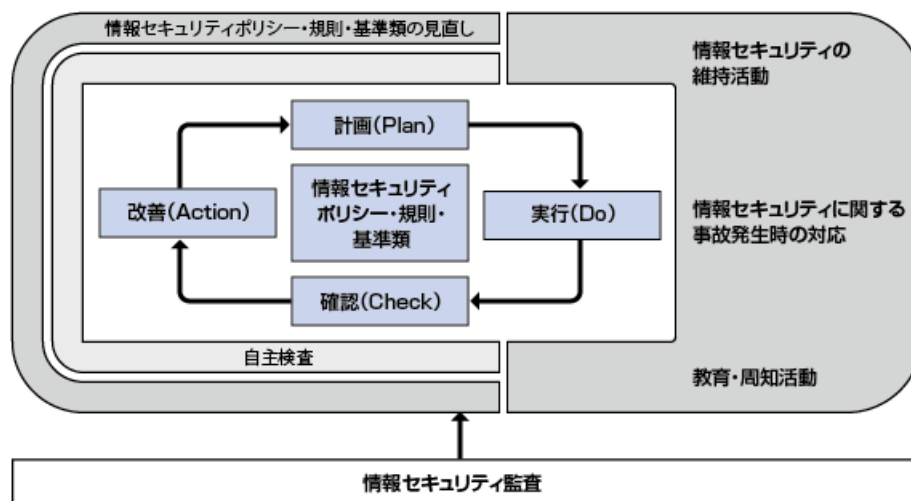 情報セキュリティポリシー・規則・基準類の見直し
情報セキュリティの
維持活動
計画(Plan)
改善(Action)
情報セキュリティ
ポリシー・規則・
基準類
実行(Do)
情報セキュリティに関する
事故発生時の対応
確認(Check)
自主検査
教育・周知活動
情報セキュリティ監査